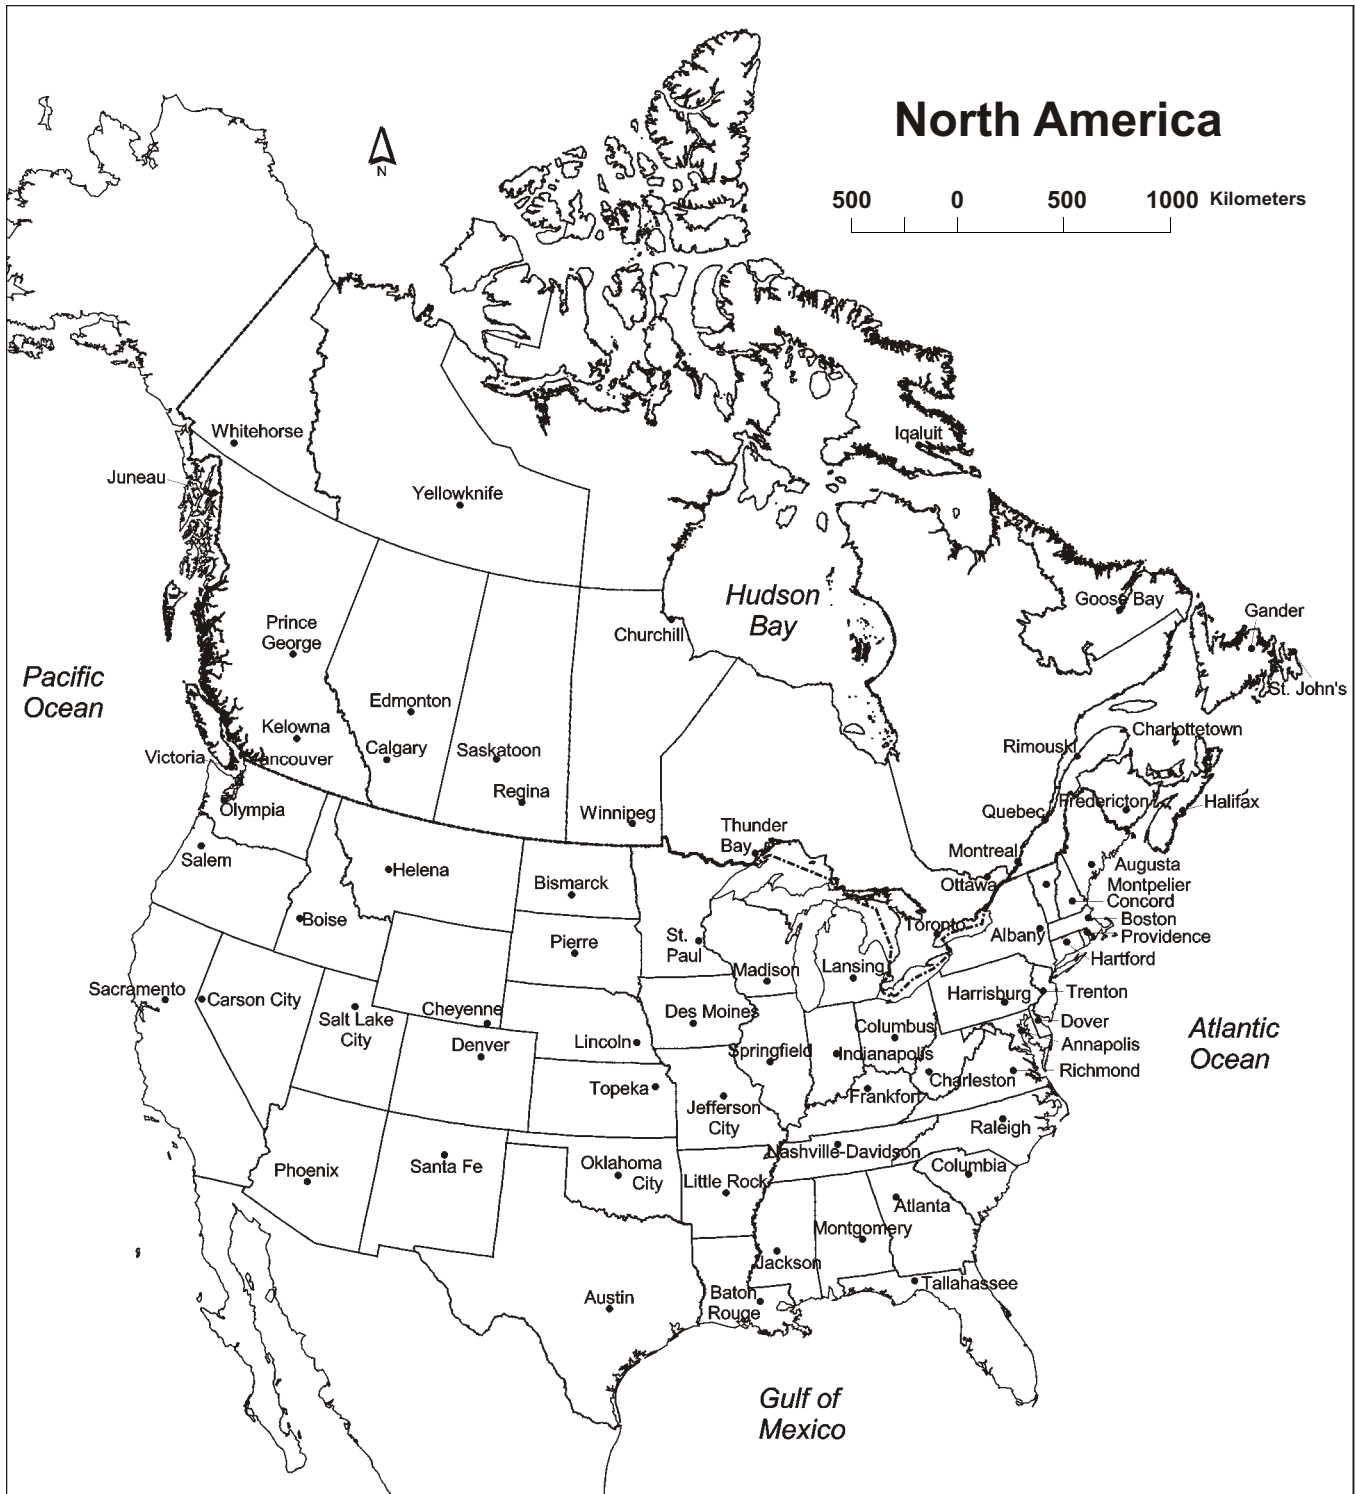 North America
500 0 500 1000 Kilometers
N
Whitehorse
Juneau
Iqaluit
Yellowknife
Hudson
Bay
Goose Bay
Gander
Prince
George
Churchill
Pacific
Ocean
St. John's
Edmonton
Kelowna
Calgary
Saskatoon
Charlottetown
Rimouski
Victoria
Vancouver
Regina
Winnipeg
Olympia
Thunder
Bay
Quebec
Fredericton
Halifax
Salem
Helena
Montreal
Augusta
Bismarck
Ottawa
Montpelier
Concord
Boise
Boston
Toronto
Albany
Providence
Pierre
St.
Paul
Hartford
Madison
Lansing
Sacramento
Carson City
Harrisburg
Trenton
Cheyenne
Des Moines
Salt Lake
City
Columbus
Dover
Atlantic
Ocean
Denver
Lincoln
Springfield
Indianapolis
Annapolis
Topeka
Charleston
Richmond
Frankfort
Jefferson
City
Raleigh
Nashville-Davidson
Phoenix
Santa Fe
Oklahoma
City
Columbia
Little Rock
Atlanta
Montgomery
Jackson
Tallahassee
Austin
Baton
Rouge
Gulf of
Mexico